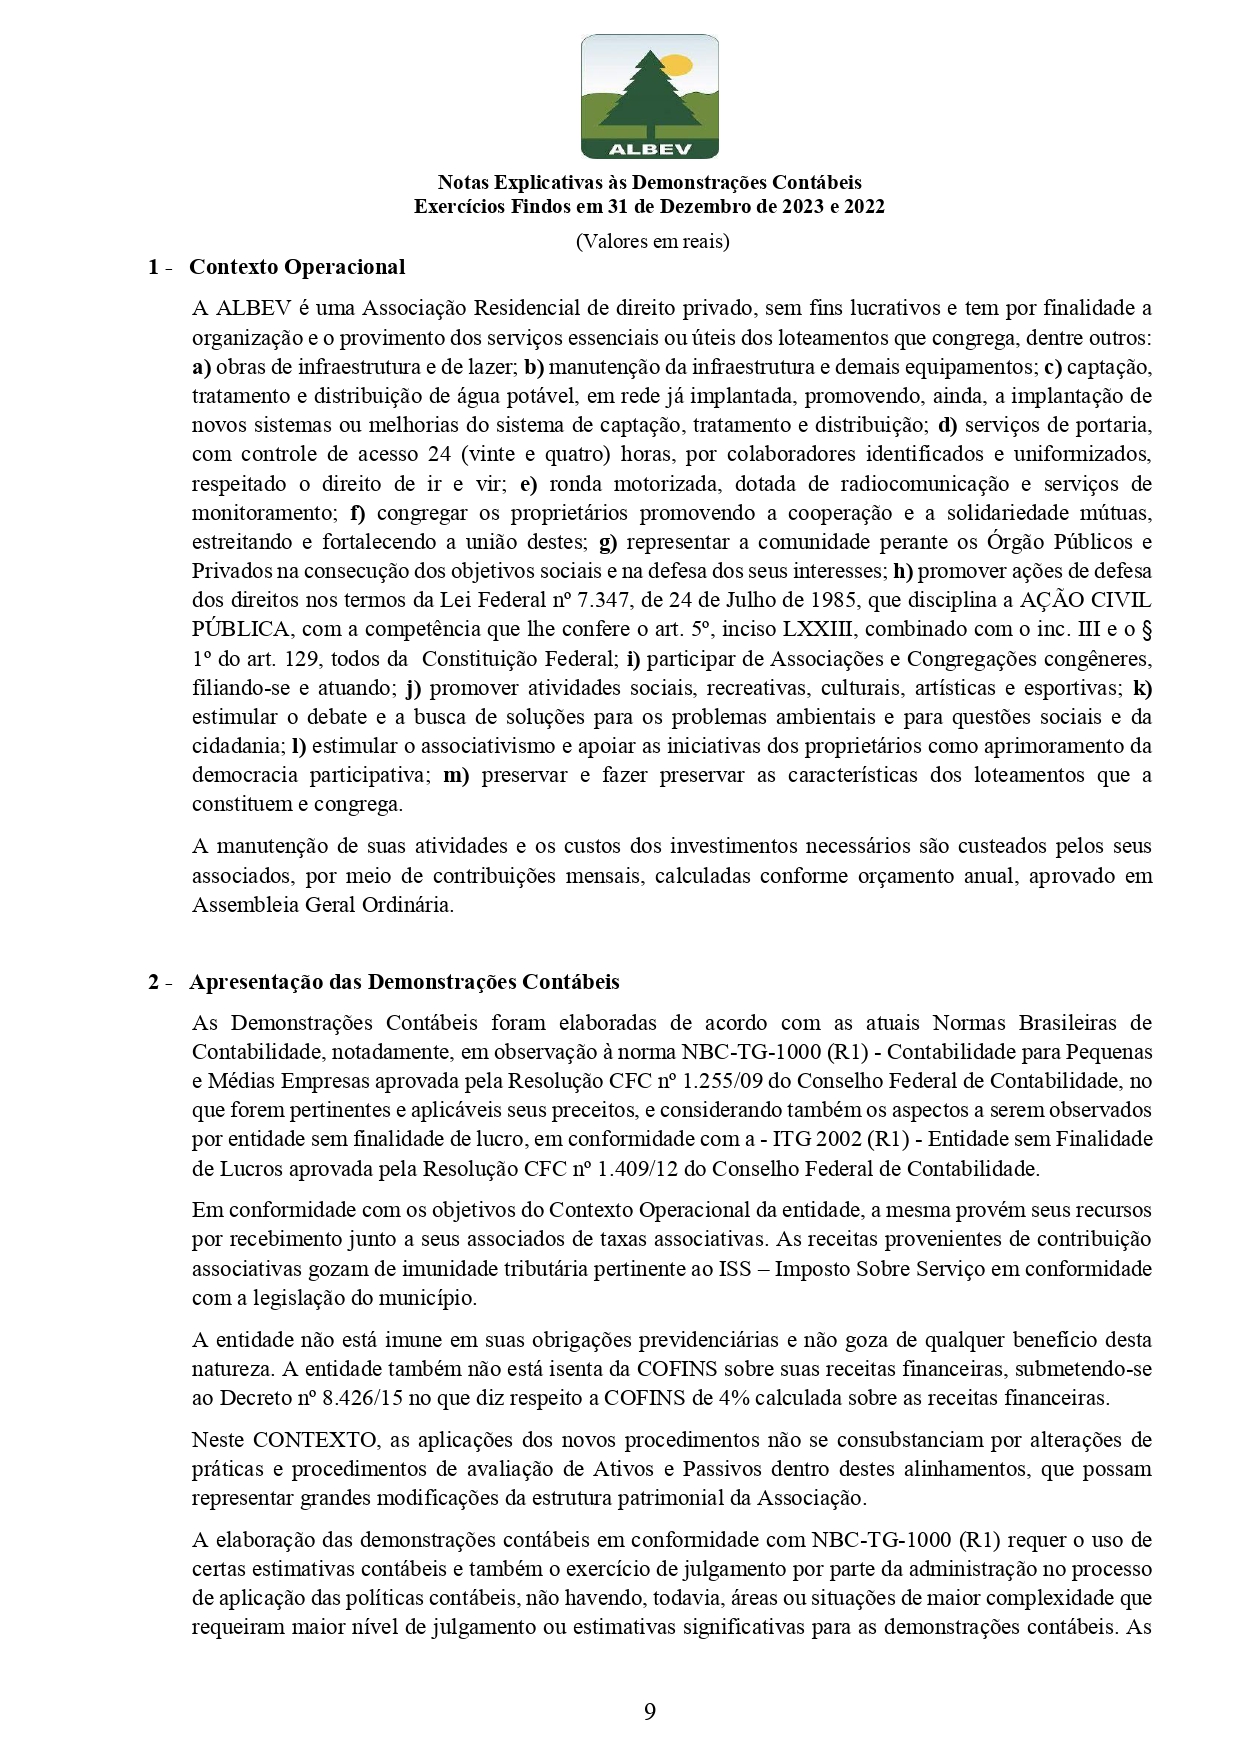 ALBEV
Notas Explicativas às Demonstrações Contábeis
Exercícios Findos em 31 de Dezembro de 2023 e 2022
(Valores em reais)
1 - Contexto Operacional
A ALBEV é uma Associação Residencial de direito privado, sem fins lucrativos e tem por finalidade a
organização e o provimento dos serviços essenciais ou úteis dos loteamentos que congrega, dentre outros:
a) obras de infraestrutura e de lazer; b) manutenção da infraestrutura e demais equipamentos; c) captação,
tratamento e distribuição de água potável, em rede já implantada, promovendo, ainda, a implantação de
novos sistemas ou melhorias do sistema de captação, tratamento e distribuição; d) serviços de portaria,
com controle de acesso 24 (vinte e quatro) horas, por colaboradores identificados e uniformizados,
respeitado o direito de ir e vir; e) ronda motorizada, dotada de radiocomunicação e serviços de
monitoramento; f) congregar os proprietários promovendo a cooperação e a solidariedade mútuas,
estreitando e fortalecendo a união destes; g) representar a comunidade perante os Órgão Públicos e
Privados na consecução dos objetivos sociais e na defesa dos seus interesses; h) promover ações de defesa
dos direitos nos termos da Lei Federal nº 7.347, de 24 de Julho de 1985, que disciplina a AÇÃO CIVIL
PÚBLICA, com a competência que lhe confere o art. 5º, inciso LXXIII, combinado com o inc. III e o §
1º do art. 129, todos da Constituição Federal; i) participar de Associações e Congregações congêneres,
filiando-se e atuando; j) promover atividades sociais, recreativas, culturais, artísticas e esportivas; k)
estimular o debate e a busca de soluções para os problemas ambientais e para questões sociais e da
cidadania; l) estimular o associativismo e apoiar as iniciativas dos proprietários como aprimoramento da
democracia participativa; m) preservar e fazer preservar as características dos loteamentos que a
constituem e congrega.
A manutenção de suas atividades e os custos dos investimentos necessários são custeados pelos seus
associados, por meio de contribuições mensais, calculadas conforme orçamento anual, aprovado em
Assembleia Geral Ordinária.
2 - Apresentação das Demonstrações Contábeis
As Demonstrações Contábeis foram elaboradas de acordo com as atuais Normas Brasileiras de
Contabilidade, notadamente, em observação à norma NBC-TG-1000 (R1) - Contabilidade para Pequenas
e Médias Empresas aprovada pela Resolução CFC nº 1.255/09 do Conselho Federal de Contabilidade, no
que forem pertinentes e aplicáveis seus preceitos, e considerando também os aspectos a serem observados
por entidade sem finalidade de lucro, em conformidade com a - ITG 2002 (R1) - Entidade sem Finalidade
de Lucros aprovada pela Resolução CFC nº 1.409/12 do Conselho Federal de Contabilidade.
Em conformidade com os objetivos do Contexto Operacional da entidade, a mesma provém seus recursos
por recebimento junto a seus associados de taxas associativas. As receitas provenientes de contribuição
associativas gozam de imunidade tributária pertinente ao ISS – Imposto Sobre Serviço em conformidade
com a legislação do município.
A entidade não está imune em suas obrigações previdenciárias e não goza de qualquer benefício desta
natureza. A entidade também não está isenta da COFINS sobre suas receitas financeiras, submetendo-se
ao Decreto nº 8.426/15 no que diz respeito a COFINS de 4% calculada sobre as receitas financeiras.
Neste CONTEXTO, as aplicações dos novos procedimentos não se consubstanciam por alterações de
práticas e procedimentos de avaliação de Ativos e Passivos dentro destes alinhamentos, que possam
representar grandes modificações da estrutura patrimonial da Associação.
A elaboração das demonstrações contábeis em conformidade com NBC-TG-1000 (R1) requer o uso de
certas estimativas contábeis e também o exercício de julgamento por parte da administração no processo
de aplicação das políticas contábeis, não havendo, todavia, áreas ou situações de maior complexidade que
requeiram maior nível de julgamento ou estimativas significativas para as demonstrações contábeis. As
9